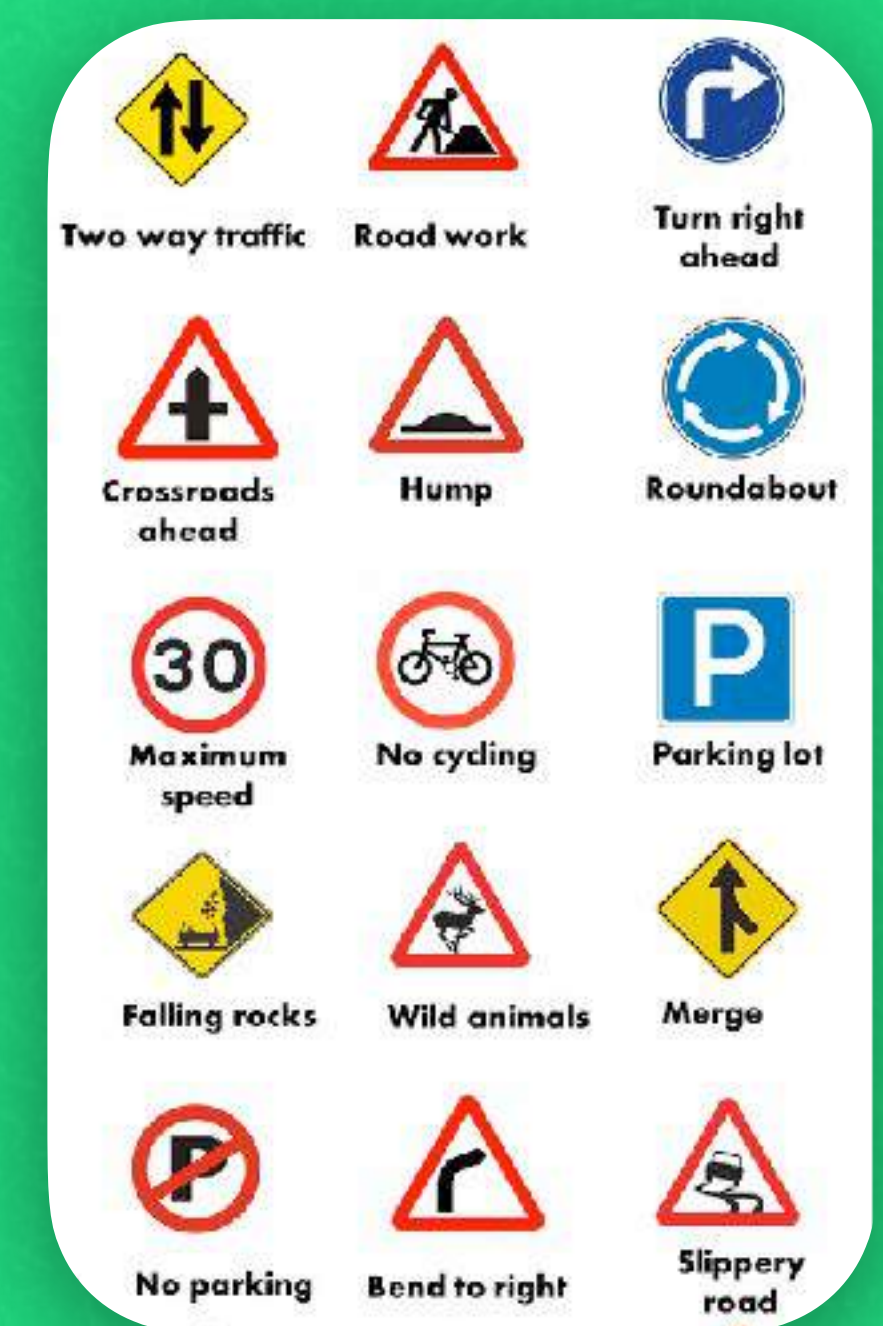 Two way traffic
Road work
Turn right
ahead
Crossroads
ahead
Hump
Roundabout
30
Maximum
speed
No cycling
P
Parking lot
Falling rocks
Wild animals
Merge
P
No parking
Bend to right
Slippery
road